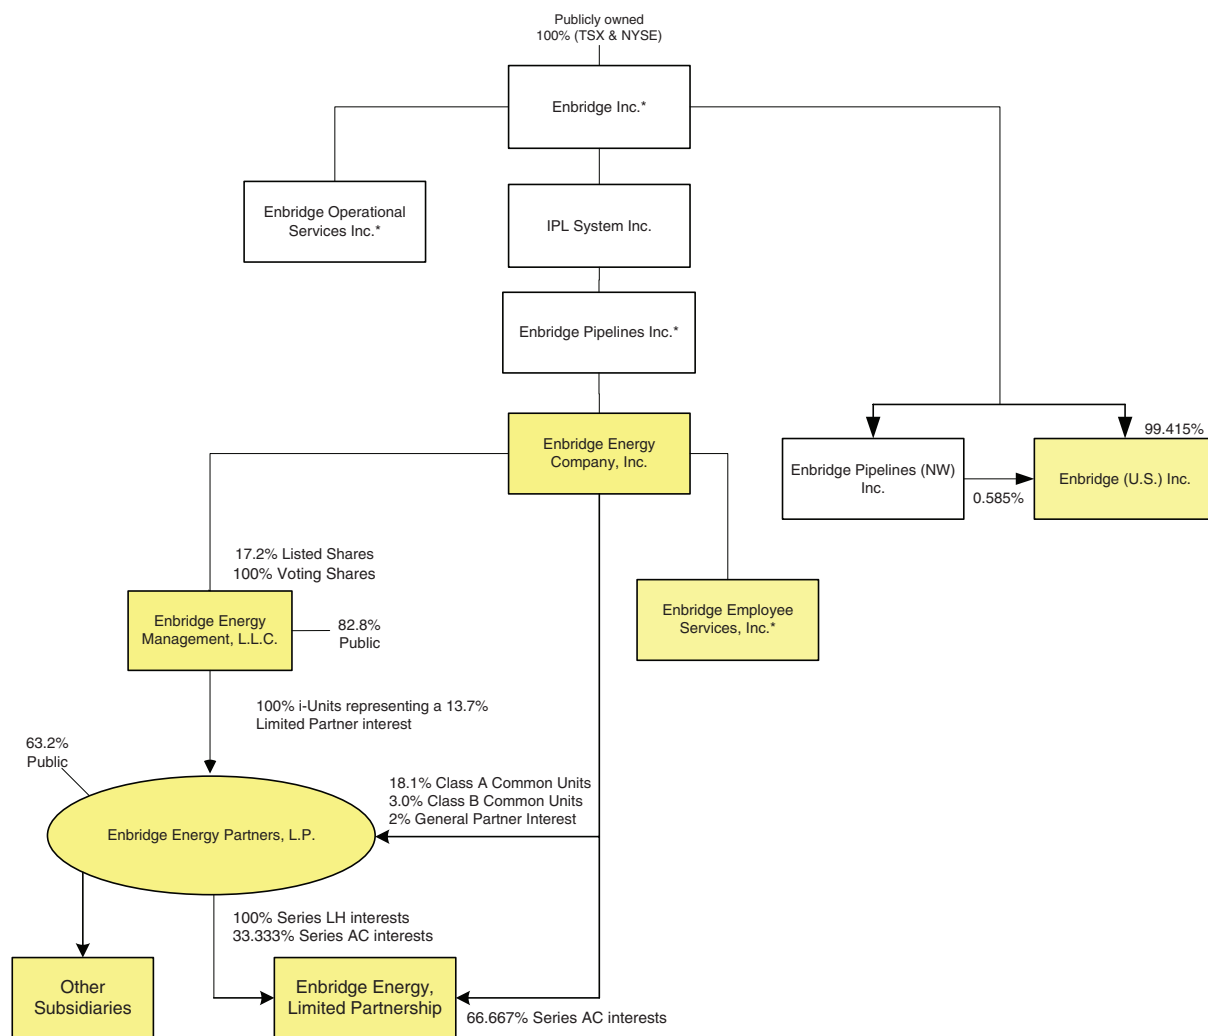 Publicly owned
100% (TSX & NYSE)
Enbridge Inc.*
Enbridge Operational
Services Inc.*
IPL System Inc.
Enbridge Pipelines Inc.*
Enbridge Energy
Company, Inc.
99.415%
Enbridge Pipelines (NW)
Inc.
0.585%
Enbridge (U.S.) Inc.
17.2% Listed Shares
100% Voting Shares
Enbridge Energy
Management, L.L.C.
82.8%
Public
Enbridge Employee
Services, Inc.*
100% i-Units representing a 13.7%
Limited Partner interest
63.2%
Public
18.1% Class A Common Units
3.0% Class B Common Units
2% General Partner Interest
Enbridge Energy Partners, L.P.
100% Series LH interests
33.333% Series AC interests
Other
Subsidiaries
Enbridge Energy,
Limited Partnership
66.667% Series AC interests